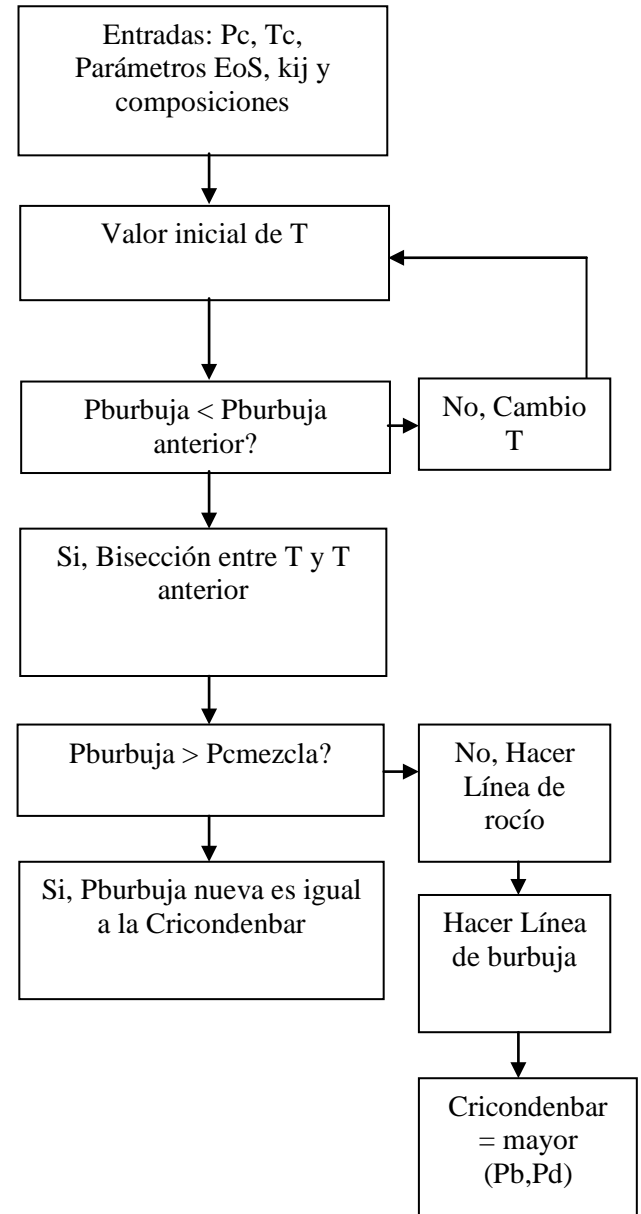 Entradas: Pc, Tc,
Parámetros EoS, kij y
composiciones
Valor inicial de T
Pburbuja < Pburbuja
anterior?
No, Cambio
T
Si, Bisección entre T y T
anterior
Pburbuja > Pcmezcla?
No, Hacer
Línea de
rocío
Si, Pburbuja nueva es igual
a la Cricondenbar
Hacer Línea
de burbuja
Cricondenbar
= mayor
(Pb,Pd)